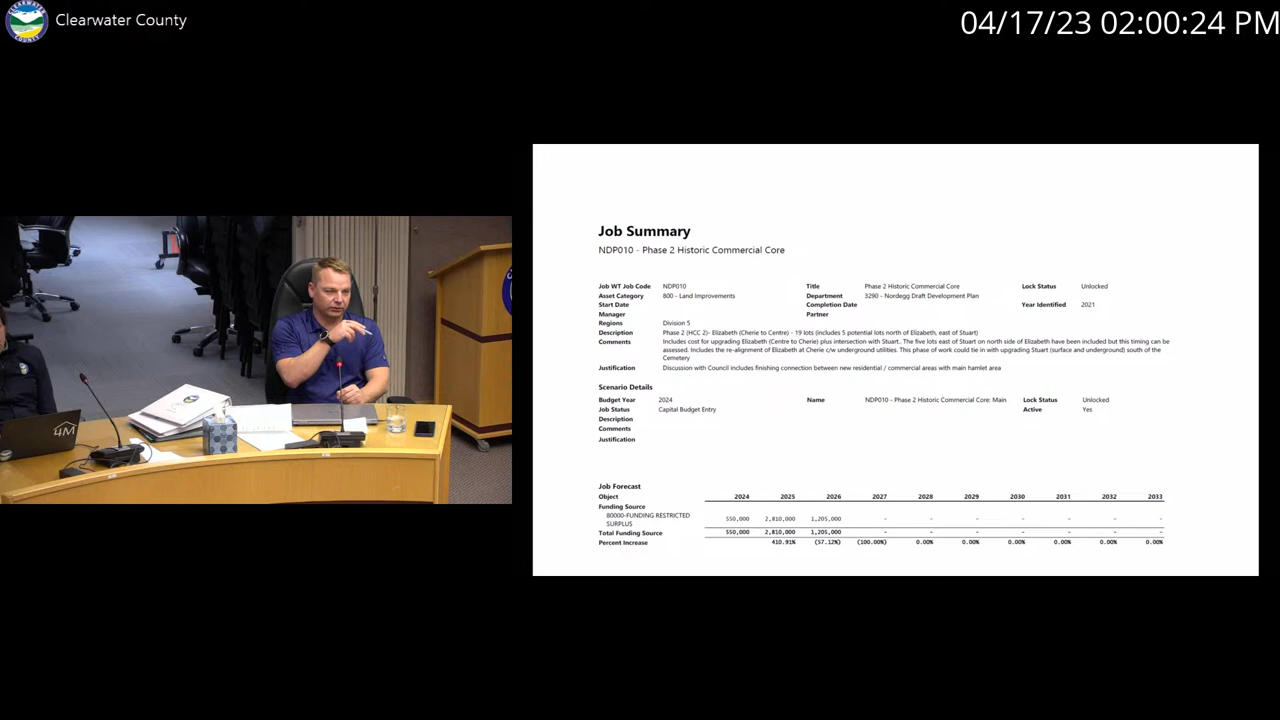 Clearwater County
04/17/23 02:00:24 PM
CLEARWATER
COUNTY
4M
Job Summary
NDP010 - Phase 2 Historic Commercial Core
Job WT Job Code NDP010 Title Phase 2 Historic Commercial Core Lock Status Unlocked
Asset Category 800 - Land Improvements Department 3290 - Nordegg Draft Development Plan
Start Date Completion Date Year Identified 2021
Manager Partner
Regions Division 5
Description Phase 2 (HCC 2)- Elizabeth (Cherie to Centre) - 19 lots (includes 5 potential lots north of Elizabeth, east of Stuart)
Comments Includes cost for upgrading Elizabeth (Centre to Cherie) plus intersection with Stuart. The five lots east of Stuart on north side of Elizabeth have been included but this timing can be
assessed. Includes the re-alignment of Elizabeth at Cherie c/w underground utilities. This phase of work could tie in with upgrading Stuart (surface and underground) south of the
Cemetery
Justification Discussion with Council includes finishing connection between new residential / commercial areas with main hamlet area
Scenario Details
Budget Year 2024 Name NDP010 - Phase 2 Historic Commercial Core: Main Lock Status Unlocked
Job Status Capital Budget Entry Active Yes
Description
Comments
Justification
Job Forecast
Object 2024 2025 2026 2027 2028 2029 2030 2031 2032 2033
Funding Source
80000-FUNDING RESTRICTED
SURPLUS 550,000 2,810,000 1,205,000 - - - - - - -
Total Funding Source 550,000 2,810,000 1,205,000 - - - - - - -
Percent Increase 410.91% (57.12%) (100.00%) 0.00% 0.00% 0.00% 0.00% 0.00% 0.00%